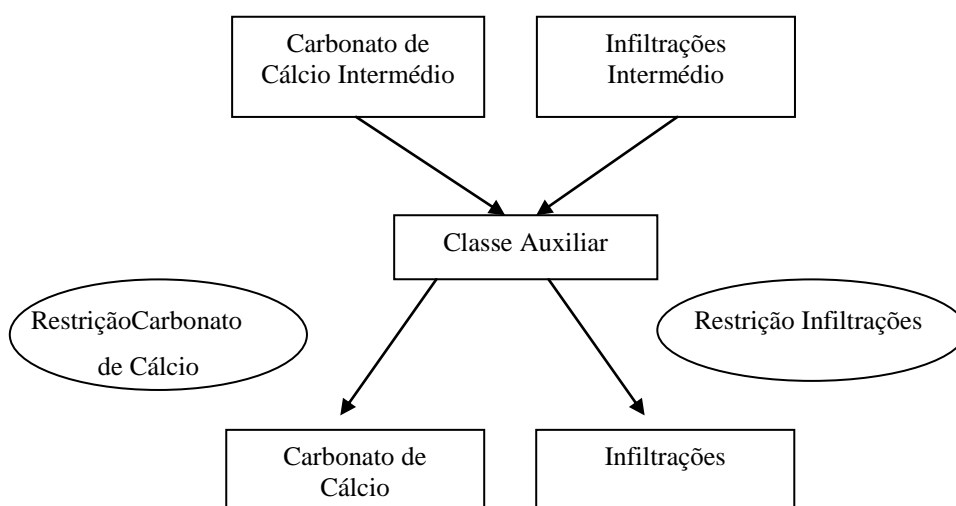 Carbonato de
Cálcio Intermédio
Infiltrações
Intermédio
Classe Auxiliar
RestriçãoCarbonato
de Cálcio
Restrição Infiltrações
Carbonato de
Cálcio
Infiltrações